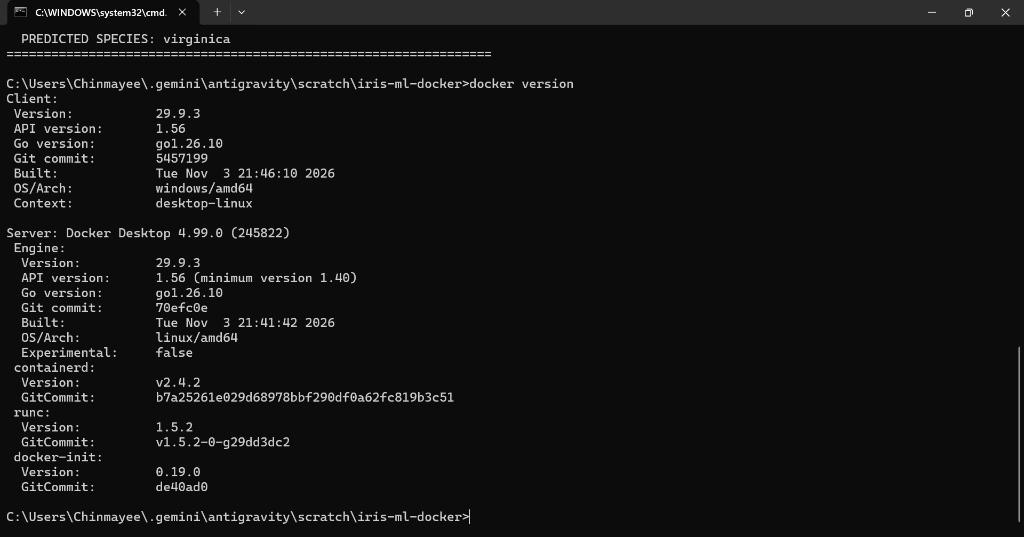 C:\WINDOWS\system32\cmd.
PREDICTED SPECIES: virginica
=================================================================
C:\Users\Chinmayee\.gemini\antigravity\scratch\iris-ml-docker>docker version
Client:
 Version:           29.9.3
 API version:       1.56
 Go version:        go1.26.10
 Git commit:        5457199
 Built:             Tue Nov  3 21:46:10 2026
 OS/Arch:           windows/amd64
 Context:           desktop-linux
Server: Docker Desktop 4.99.0 (245822)
 Engine:
  Version:          29.9.3
  API version:      1.56 (minimum version 1.40)
  Go version:       go1.26.10
  Git commit:       70efc0e
  Built:            Tue Nov  3 21:41:42 2026
  OS/Arch:          linux/amd64
  Experimental:     false
 containerd:
  Version:          v2.4.2
  GitCommit:        b7a25261e029d68978bbf290df0a62fc819b3c51
 runc:
  Version:          1.5.2
  GitCommit:        v1.5.2-0-g29dd3dc2
 docker-init:
  Version:          0.19.0
  GitCommit:        de40ad0
C:\Users\Chinmayee\.gemini\antigravity\scratch\iris-ml-docker>